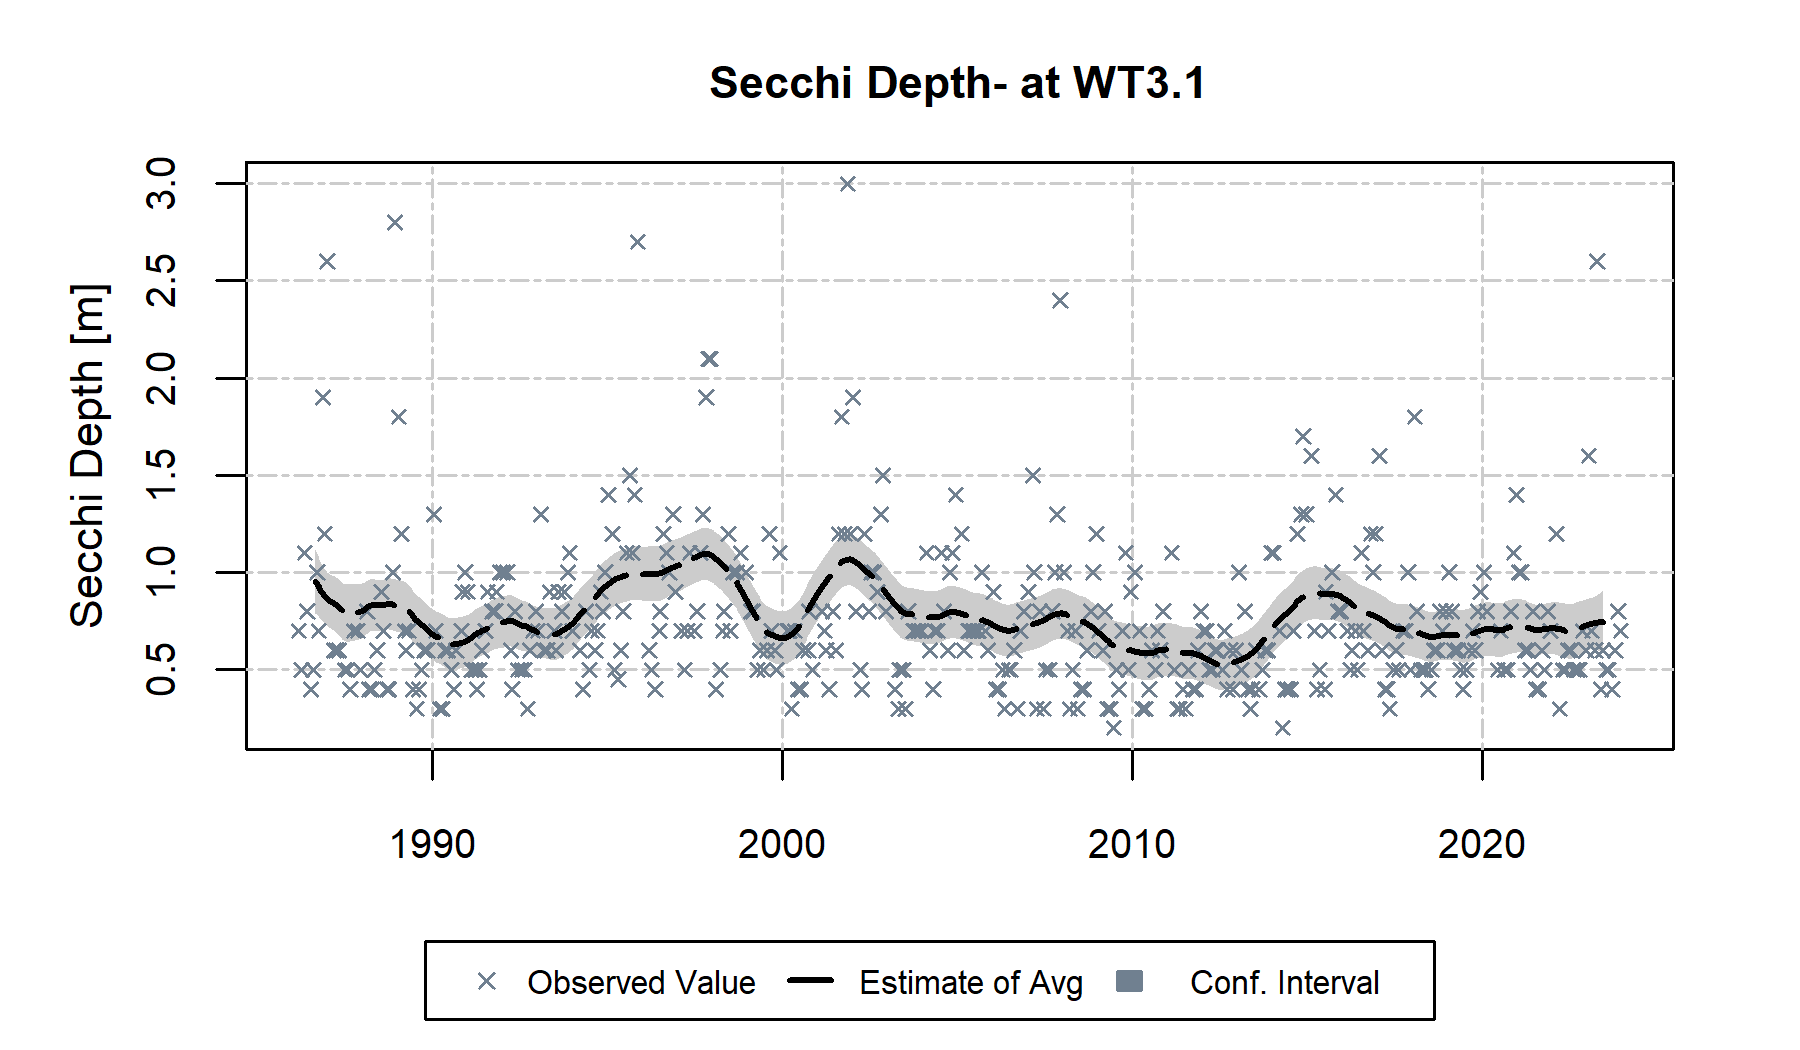 Secchi Depth- at WT3.1
Secchi Depth [m]
3.0
2.5
2.0
1.5
1.0
0.5
1990 2000 2010 2020
Observed Value Estimate of Avg Conf. Interval